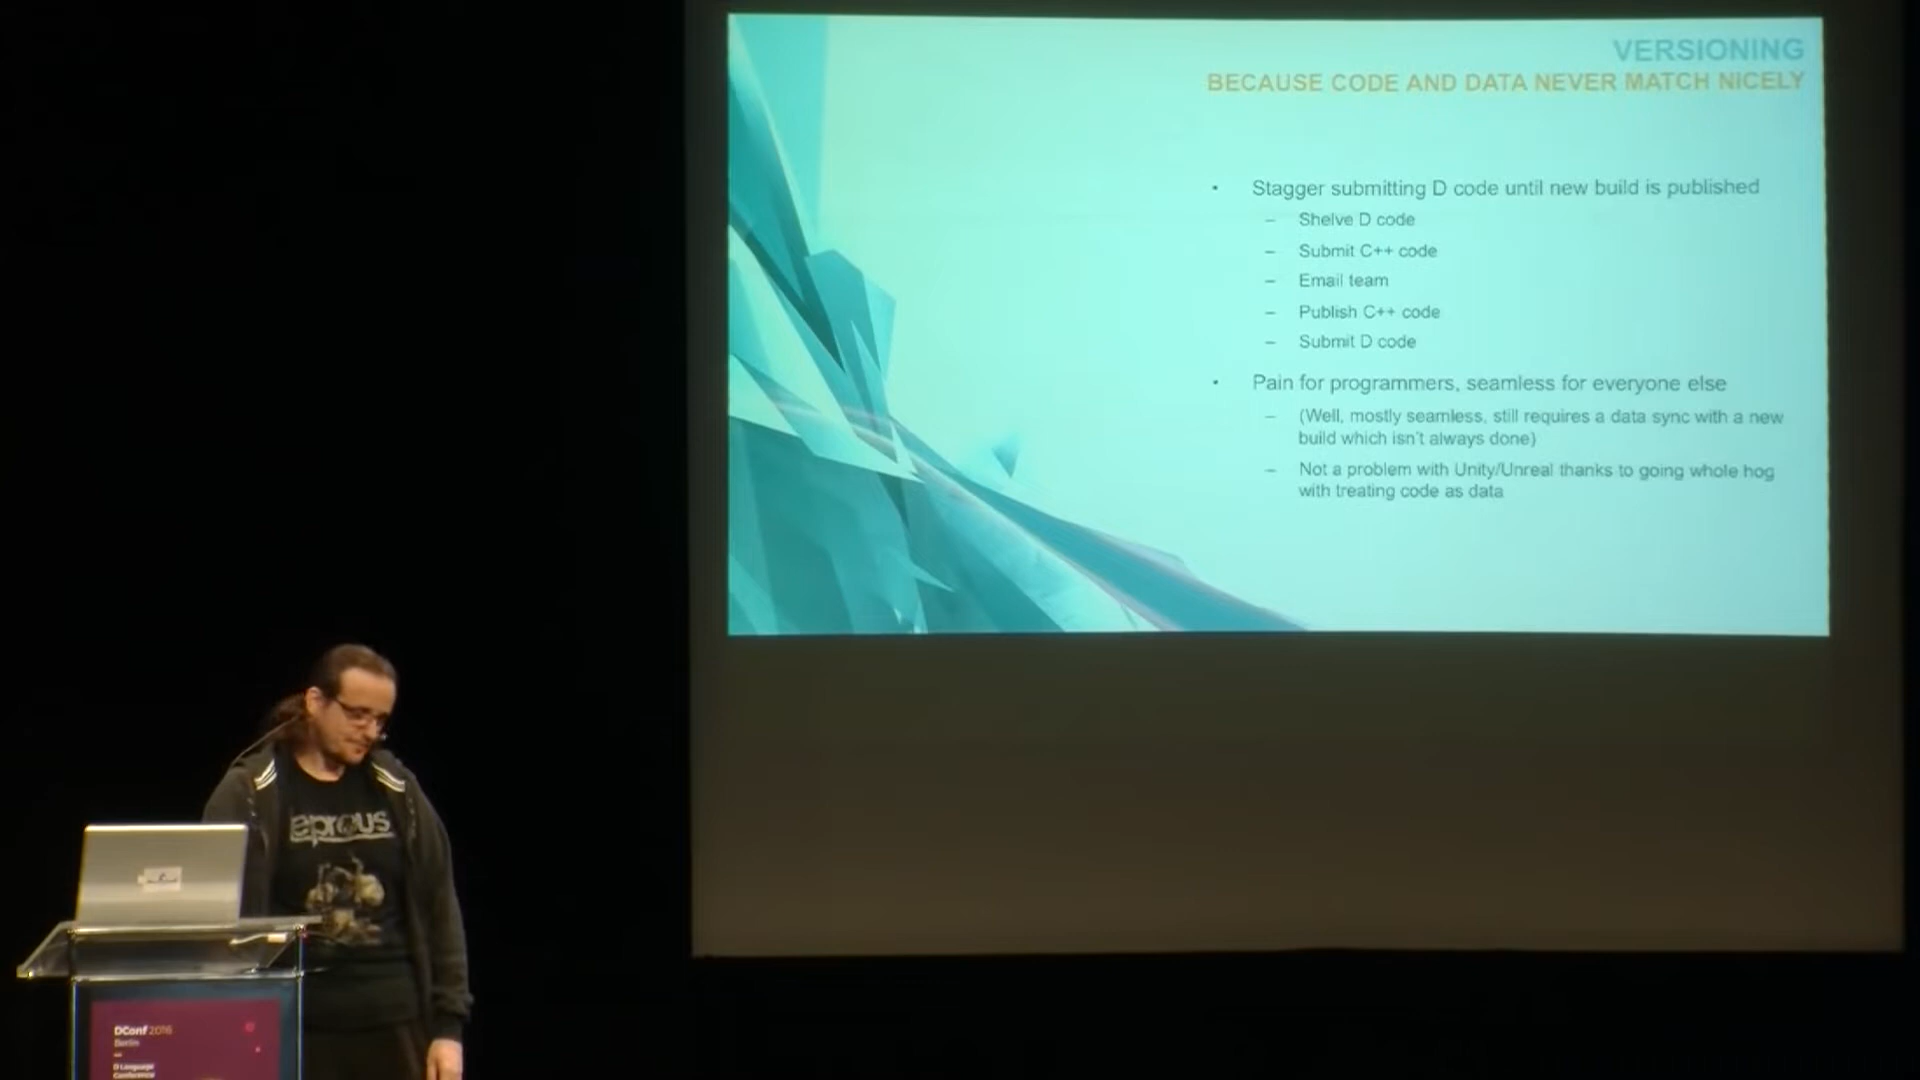 VERSIONING
BECAUSE CODE AND DATA NEVER MATCH NICELY
• Stagger submitting D code until new build is published
– Shelve D code
– Submit C++ code
– Email team
– Publish C++ code
– Submit D code
• Pain for programmers, seamless for everyone else
– (Well, mostly seamless, still requires a data sync with a new
build which isn't always done)
– Not a problem with Unity/Unreal thanks to going whole hog
with treating code as data
eprous
DConf 2016
Berlin
D Language
Conference